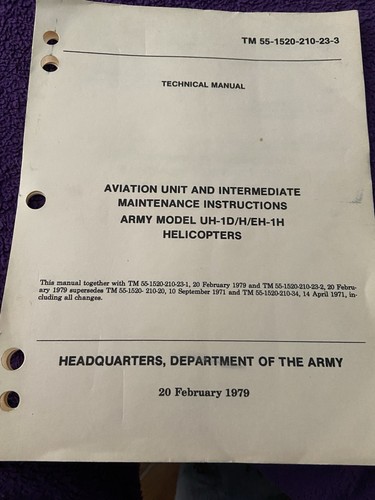 TM 55-1520-210-23-3
TECHNICAL MANUAL
AVIATION UNIT AND INTERMEDIATE
MAINTENANCE INSTRUCTIONS
ARMY MODEL UH-1D/H/EH-1H
HELICOPTERS
This manual together with TM 55-1520-210-23-1, 20 February 1979 and TM 55-1520-210-23-2, 20 Febru-
ary 1979 supersedes TM 55-1520- 210-20, 10 September 1971 and TM 55-1520-210-34, 14 April 1971, in-
cluding all changes.
HEADQUARTERS, DEPARTMENT OF THE ARMY
20 February 1979